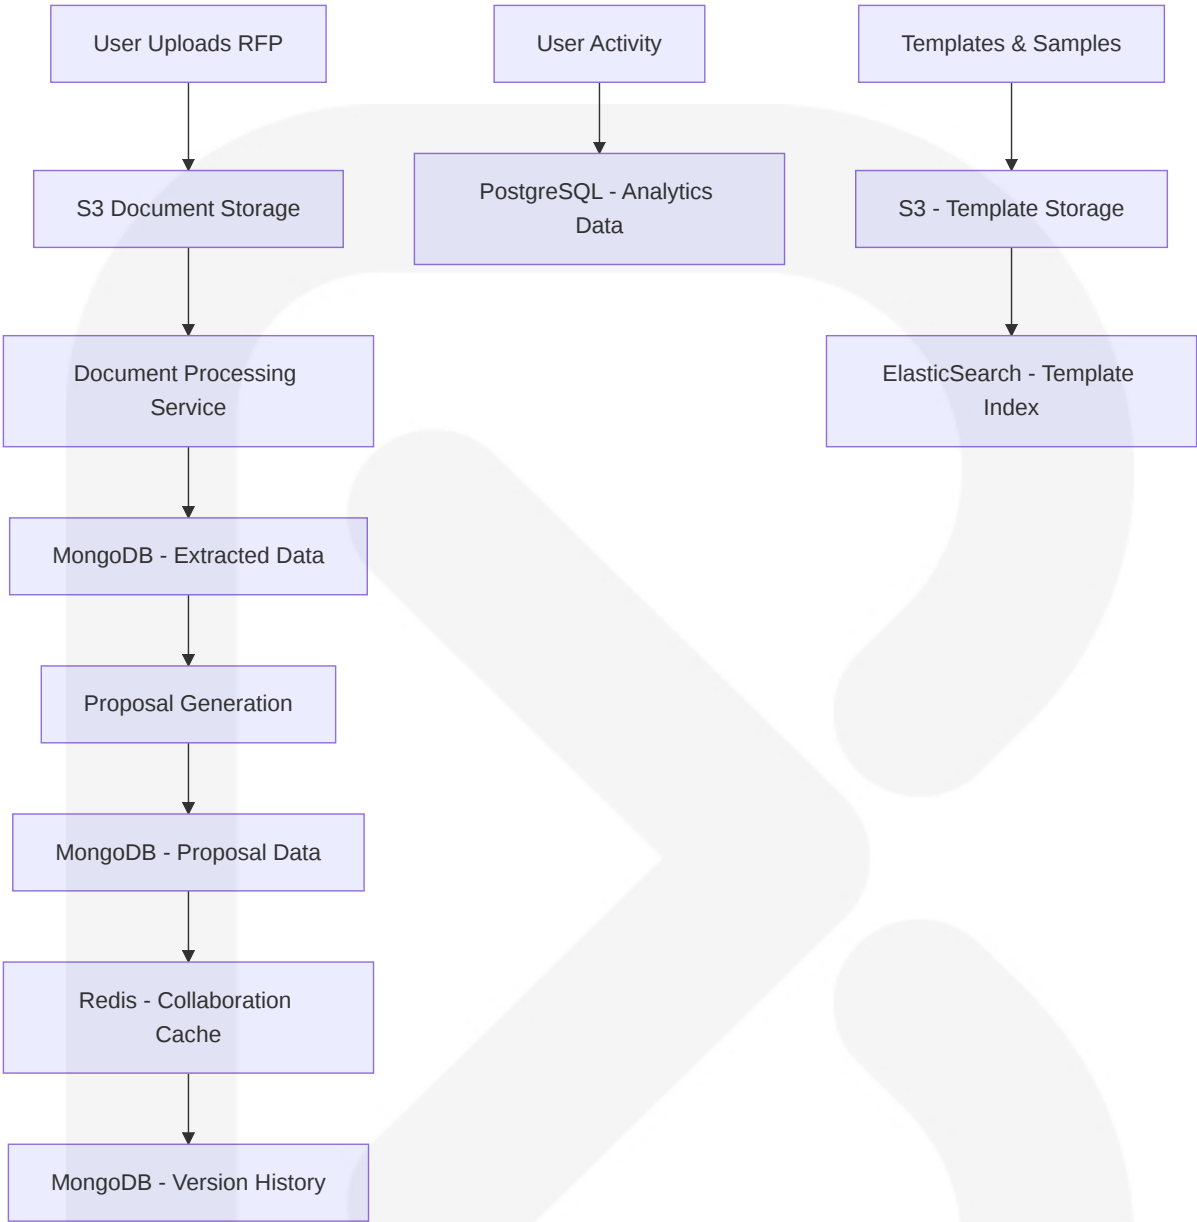 User Uploads RFP
User Activity
Templates & Samples
S3 Document Storage
PostgreSQL - Analytics
Data
S3 - Template Storage
Document Processing
Service
ElasticSearch - Template
Index
MongoDB - Extracted Data
Proposal Generation
MongoDB - Proposal Data
Redis - Collaboration
Cache
MongoDB - Version History